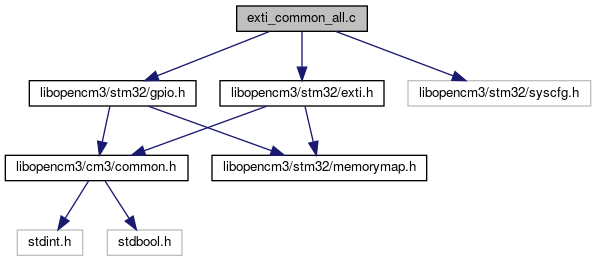 exti_common_all.c
libopencm3/stm32/gpio.h
libopencm3/stm32/exti.h
libopencm3/stm32/syscfg.h
libopencm3/cm3/common.h
libopencm3/stm32/memorymap.h
stdint.h
stdbool.h